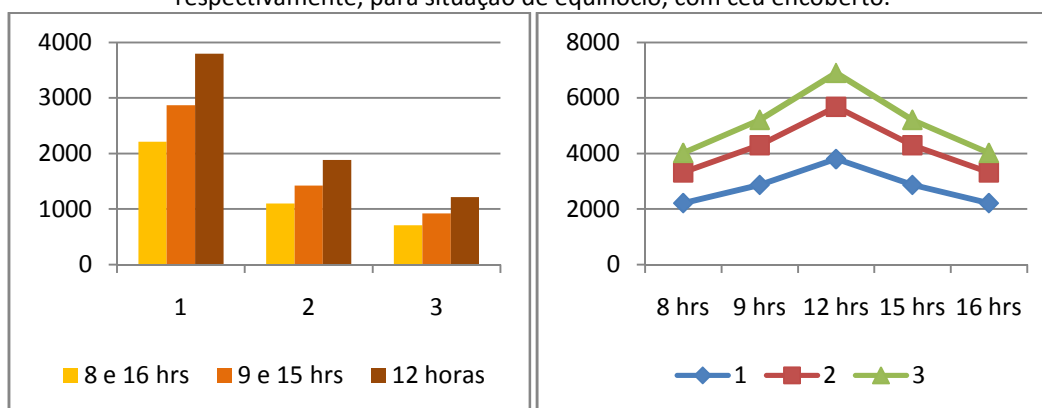 respectivamente, para situação de equinócio, com céu encoberto.
4000
3000
2000
1000
0
1 2 3
8 e 16 hrs 9 e 15 hrs 12 horas
8000
6000
4000
2000
0
8 hrs 9 hrs 12 hrs 15 hrs 16 hrs
1 2 3